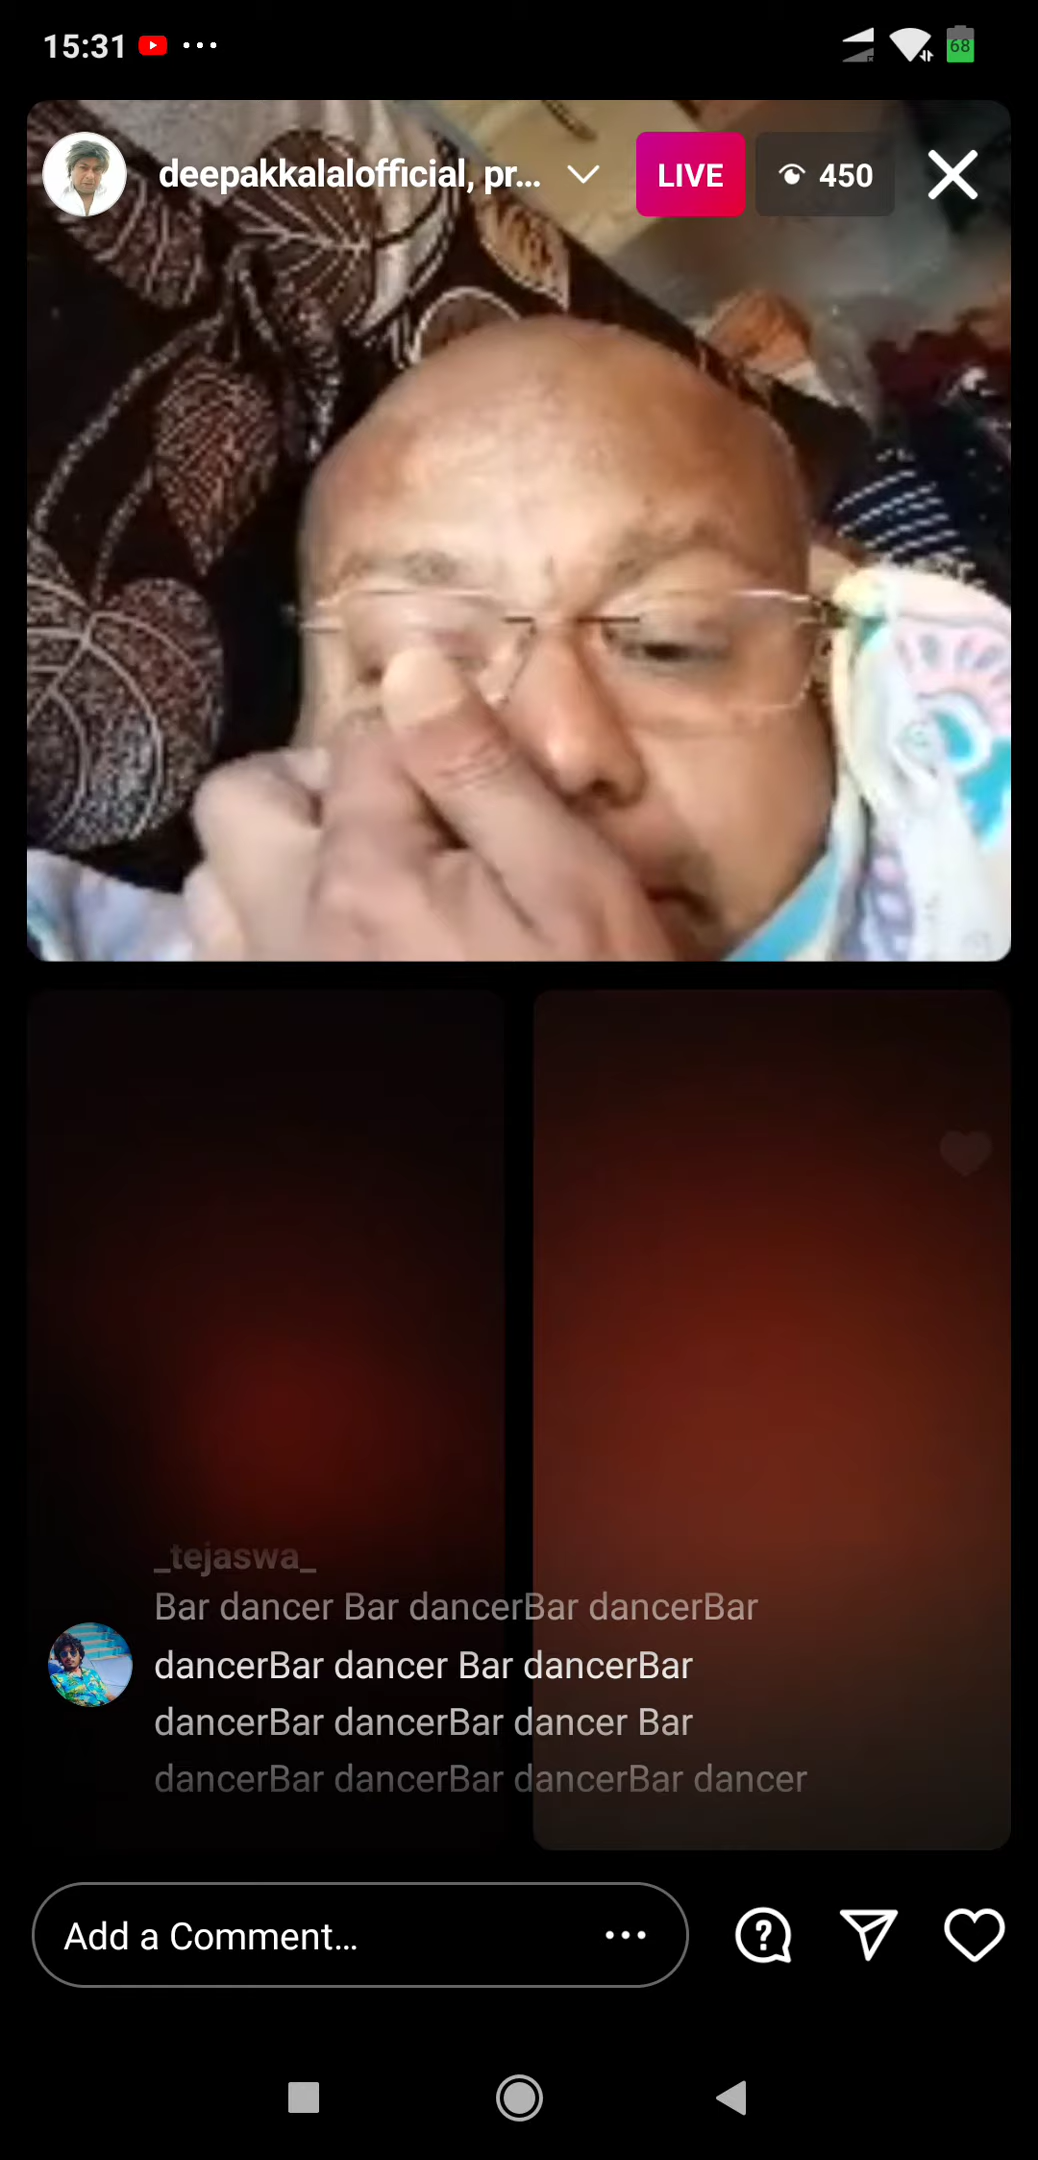 15:31
68
deepakkalalofficial, pr...
LIVE
450
_tejaswa_
Bar dancer Bar dancerBar dancerBar
dancerBar dancer Bar dancerBar
dancerBar dancerBar dancer Bar
dancerBar dancerBar dancerBar dancer
Add a Comment...